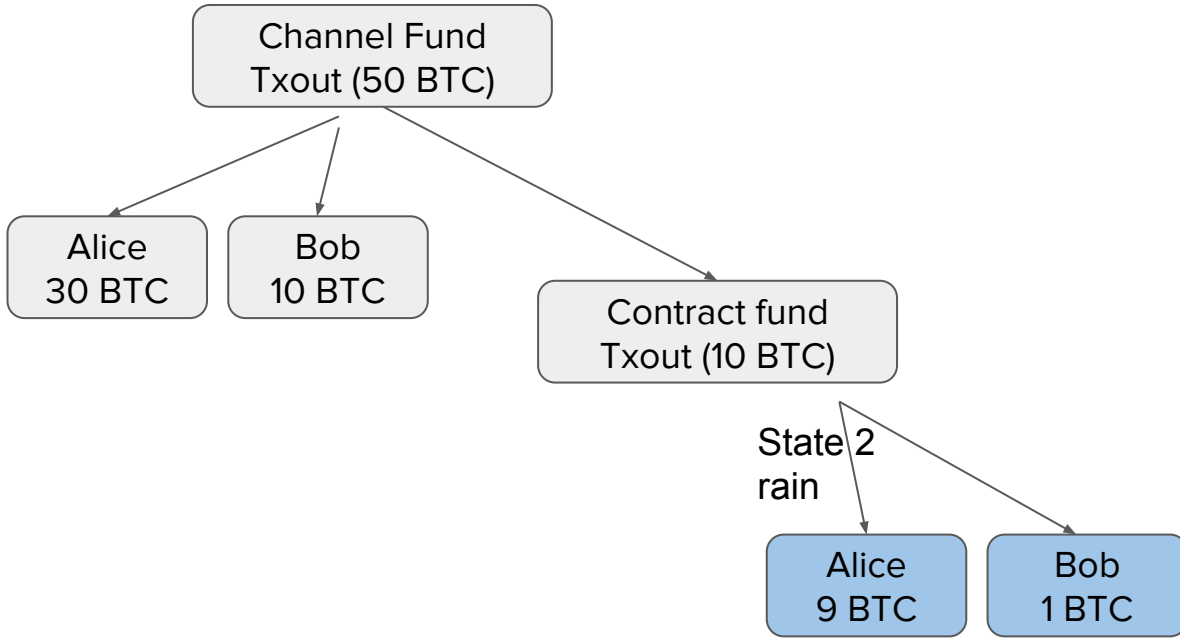 Channel Fund
Txout (50 BTC)
Alice
30 BTC
Bob
10 BTC
Contract fund
Txout (10 BTC)
State 2
rain
Alice
9 BTC
Bob
1 BTC